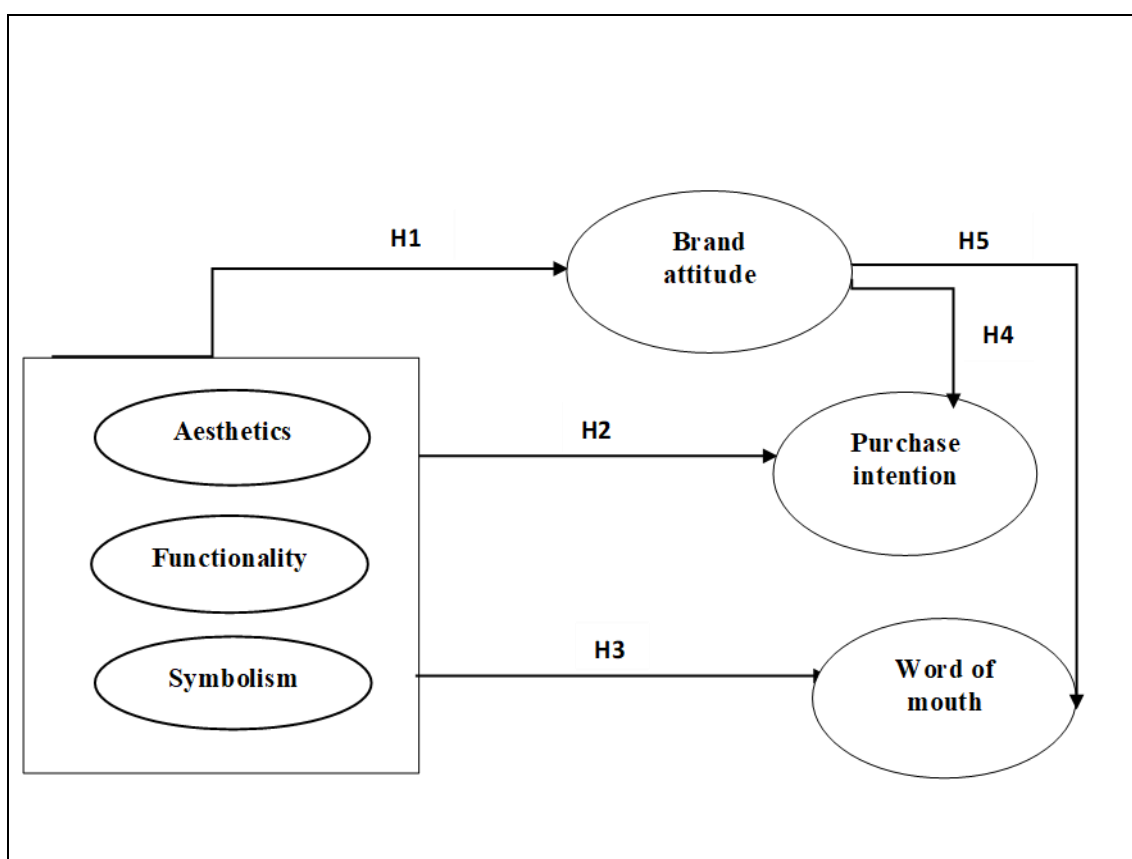 H1
Brand
attitude
H5
H4
Aesthetics
H2
Purchase
intention
Functionality
Symbolism
H3
Word of
mouth